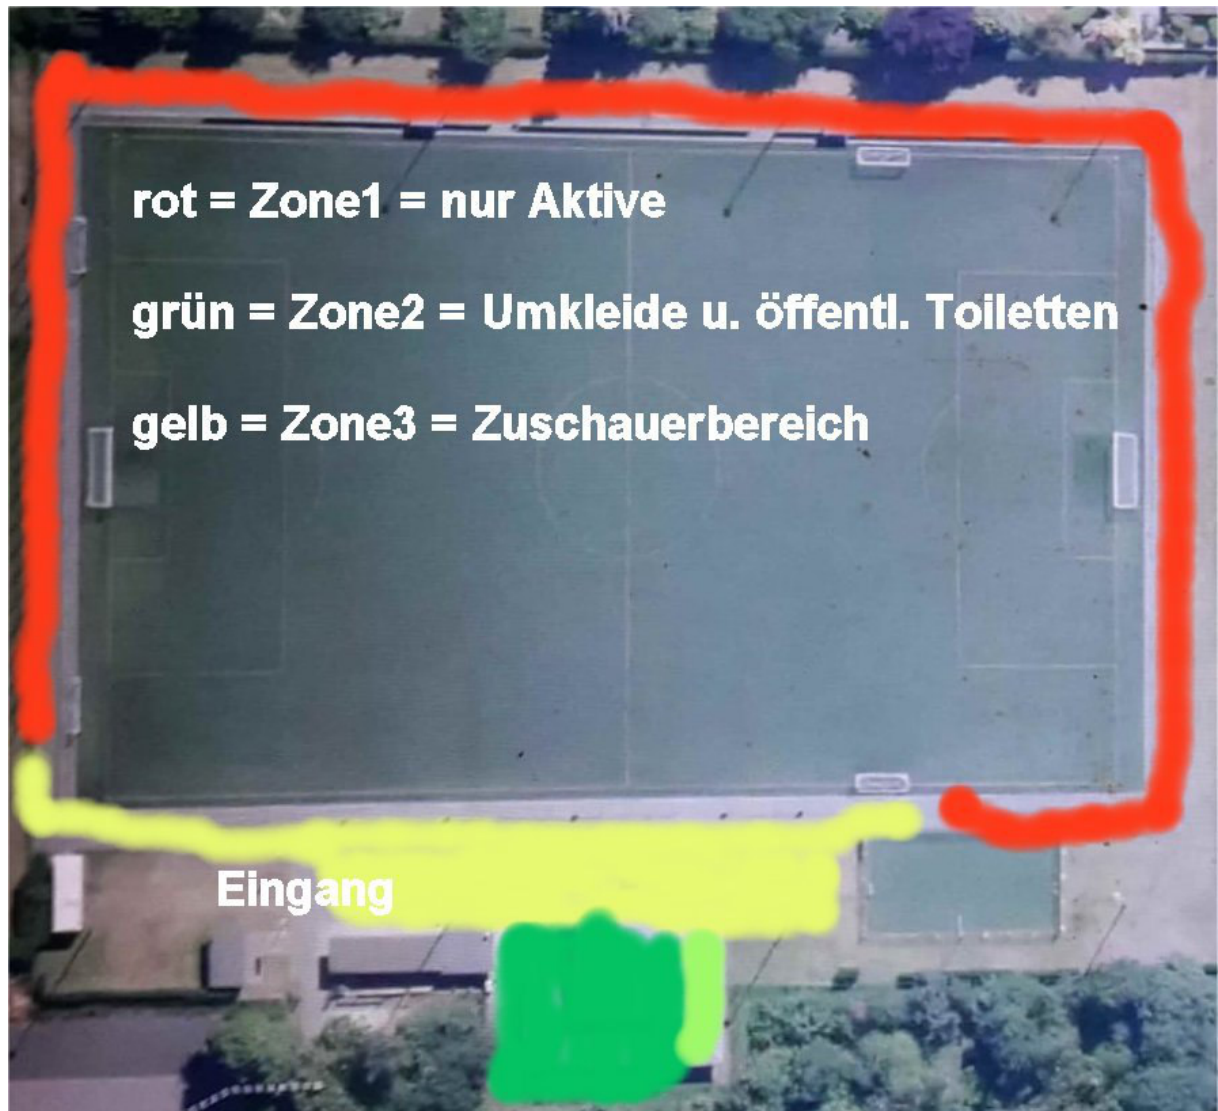 rot = Zone1 = nur Aktive
grün = Zone2 = Umkleide u. öffentl. Toiletten
gelb = Zone3 = Zuschauerbereich
Eingang